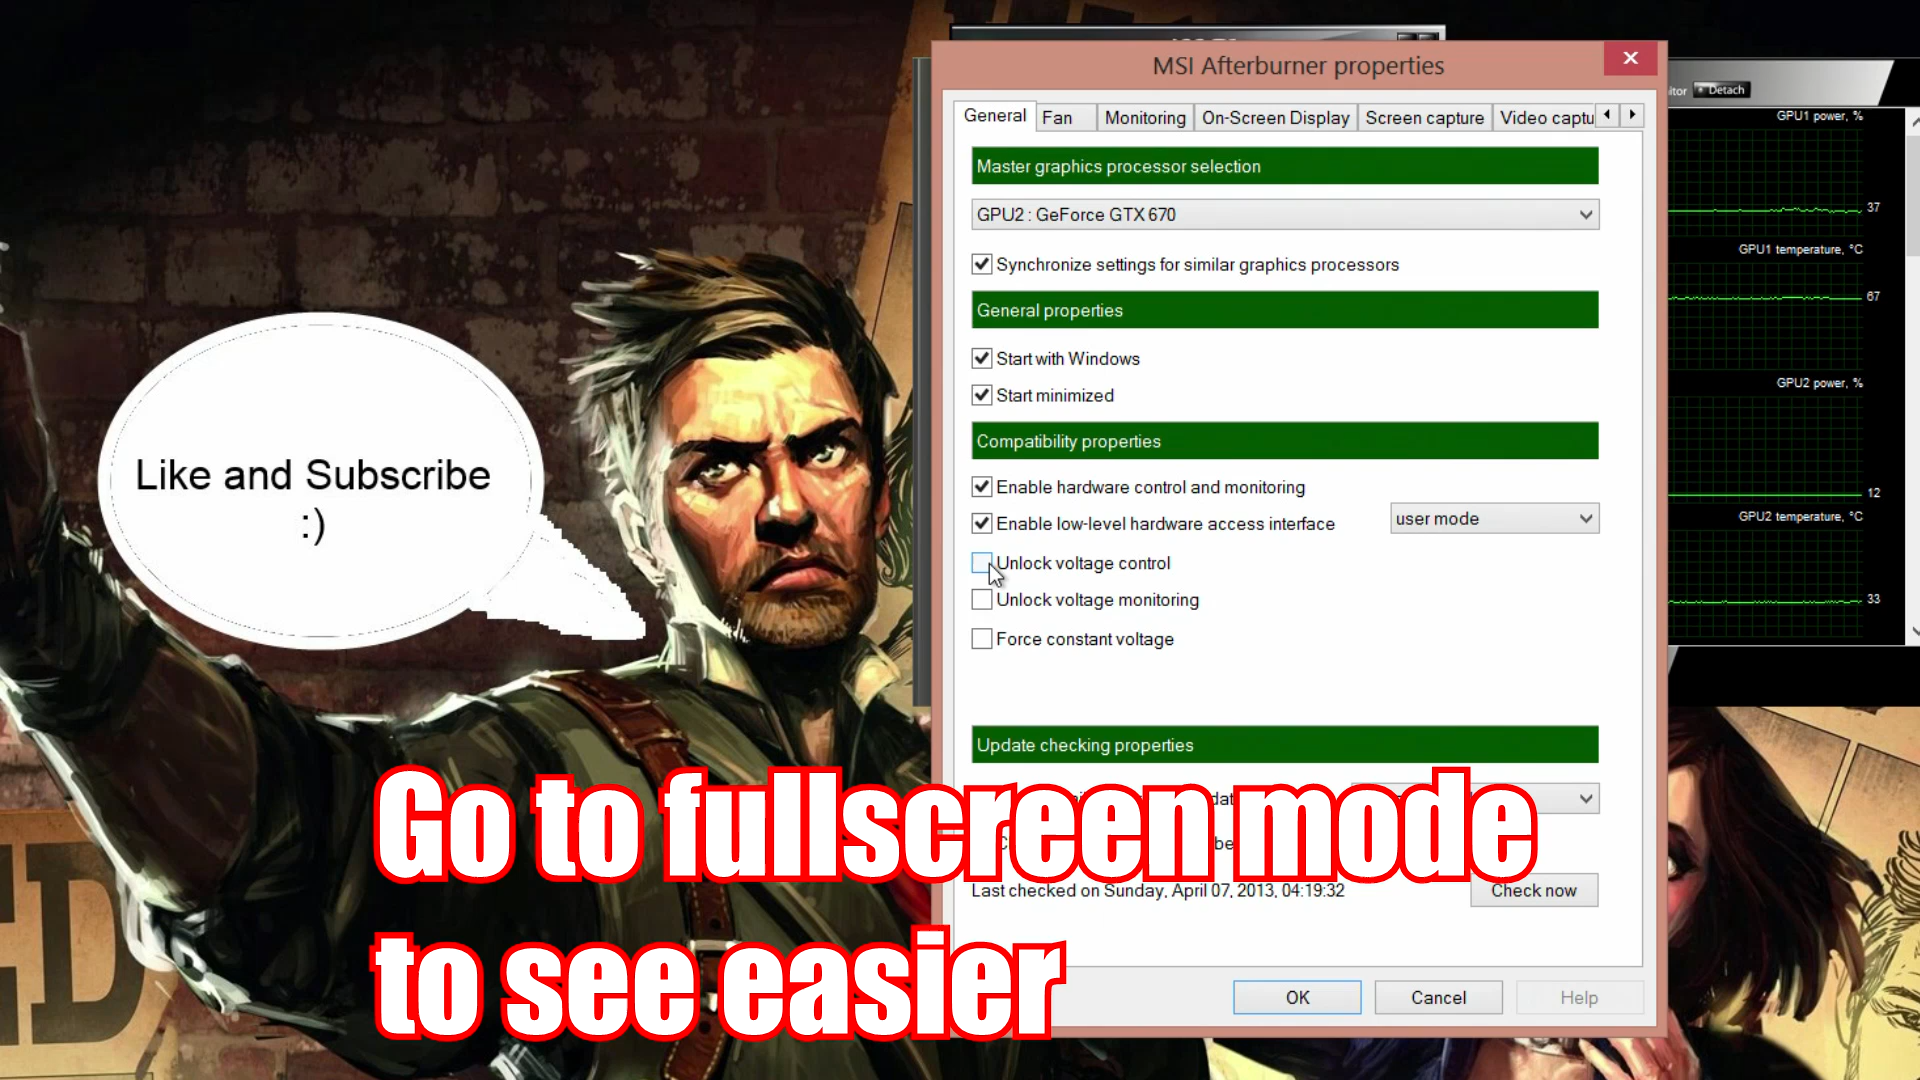 MSI Afterburner properties
General
Fan
Monitoring
On-Screen Display
Screen capture
Video captu
Detach
GPU1 power, %
Master graphics processor selection
GPU2 : GeForce GTX 670
37
GPU1 temperature, °C
Synchronize settings for similar graphics processors
67
General properties
Start with Windows
GPU2 power, %
Start minimized
Compatibility properties
Like and Subscribe
:)
Enable hardware control and monitoring
12
Enable low-level hardware access interface
user mode
GPU2 temperature, °C
Unlock voltage control
Unlock voltage monitoring
33
Force constant voltage
Update checking properties
Go to fullscreen mode
Last checked on Sunday, April 07, 2013, 04:19:32
Check now
to see easier
OK
Cancel
Help